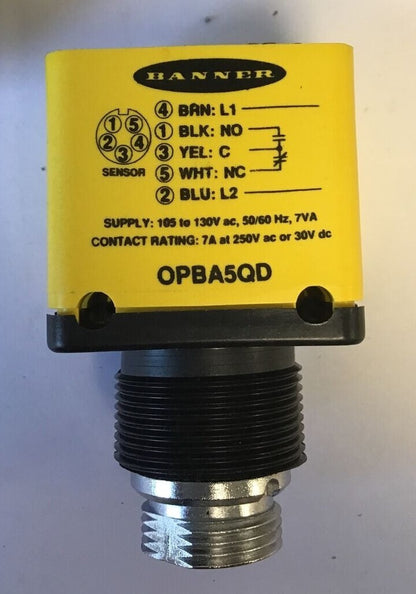 BANNER
④ BRN: L1
① BLK: NO
③ YEL: C
⑤ WHT: NC
② BLU: L2
① ⑤
② ④
③
SENSOR
SUPPLY: 105 to 130V ac, 50/60 Hz, 7VA
CONTACT RATING: 7A at 250V ac or 30V dc
OPBA5QD